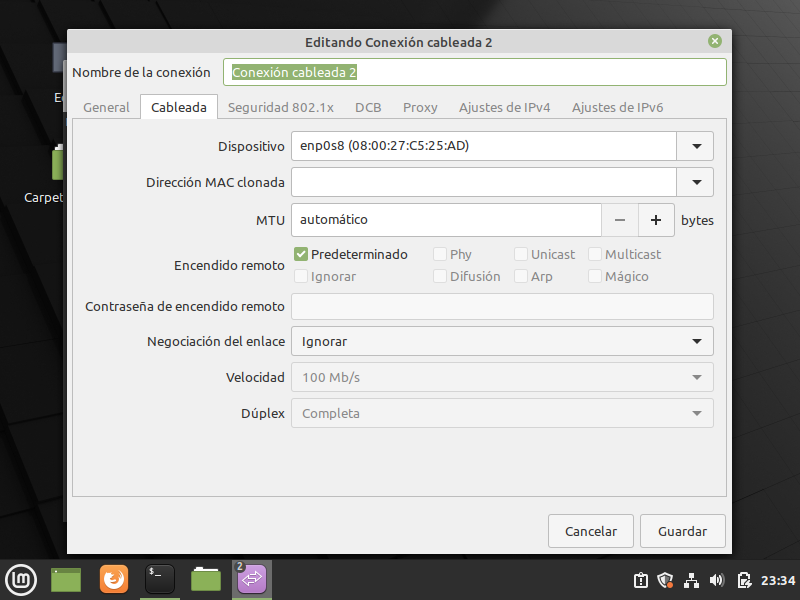 Editando Conexión cableada 2
Nombre de la conexión Conexión cableada 2
General Cableada Seguridad 802.1x DCB Proxy Ajustes de IPv4 Ajustes de IPv6
Dispositivo enp0s8 (08:00:27:C5:25:AD)
Dirección MAC clonada
MTU automático − + bytes
Encendido remoto
Predeterminado Phy Unicast Multicast
Ignorar Difusión Arp Mágico
Contraseña de encendido remoto
Negociación del enlace Ignorar
Velocidad 100 Mb/s
Dúplex Completa
Cancelar Guardar
Carpet
lm $_ 2 23:34